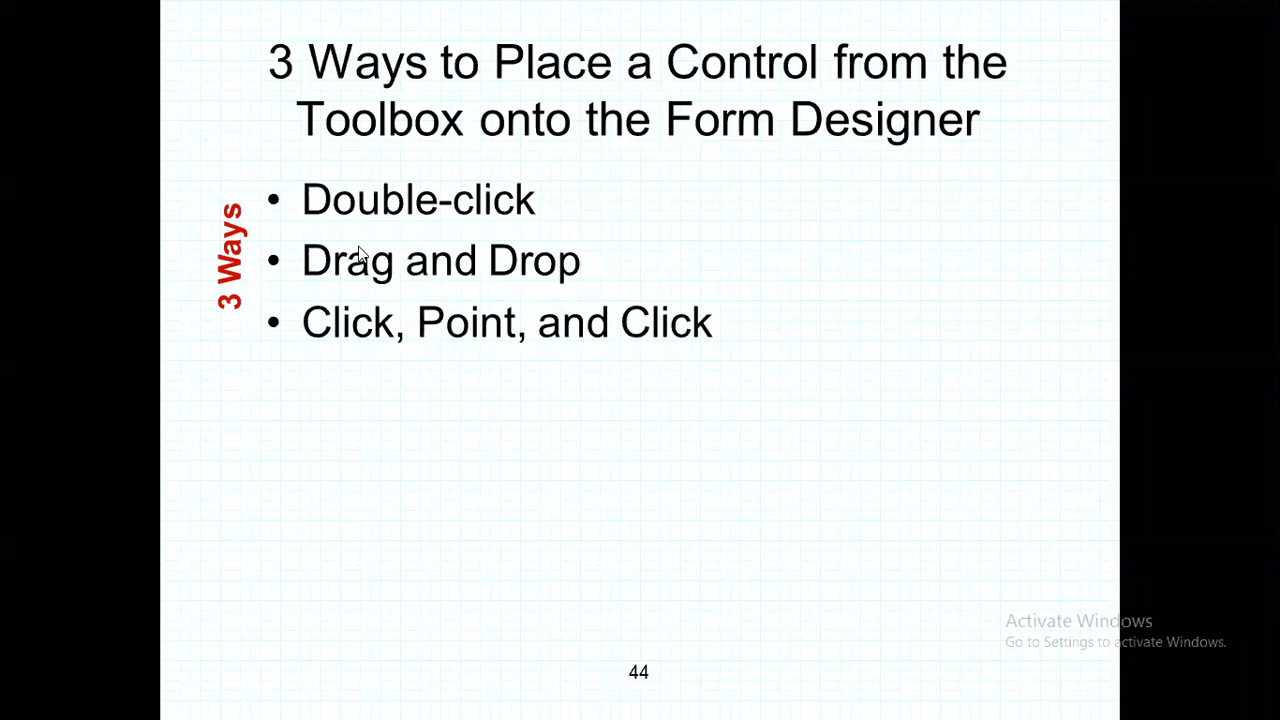 3 Ways to Place a Control from the
Toolbox onto the Form Designer
3 Ways
• Double-click
• Drag and Drop
• Click, Point, and Click
Activate Windows
Go to Settings to activate Windows.
44